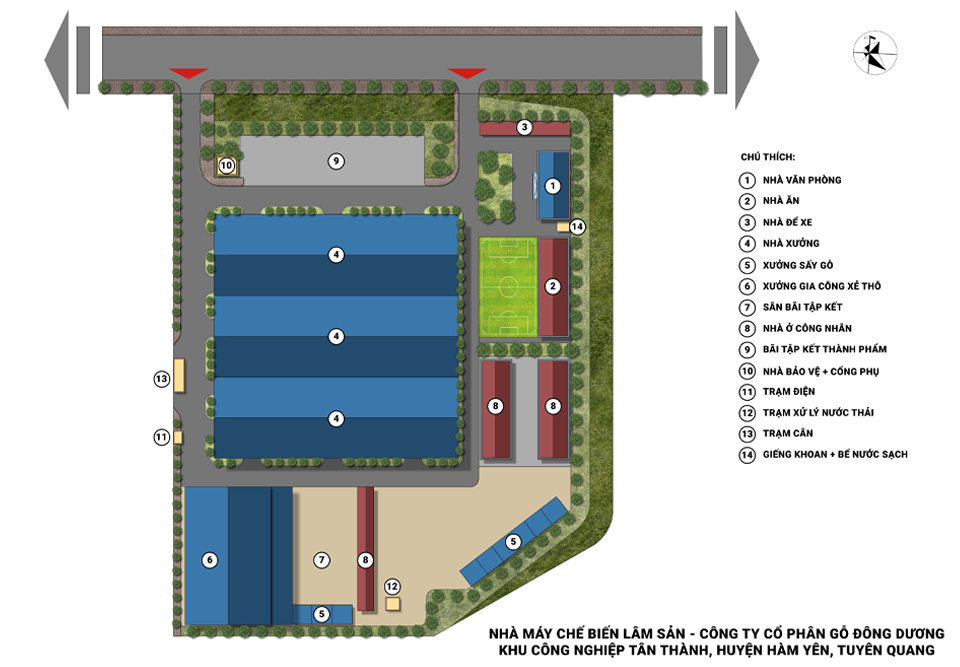 3
10
9
1
14
4
2
4
13
8
8
4
11
5
6
7
8
12
5
CHÚ THÍCH:
1 NHÀ VĂN PHÒNG
2 NHÀ ĂN
3 NHÀ ĐỂ XE
4 NHÀ XƯỞNG
5 XƯỞNG SẤY GỖ
6 XƯỞNG GIA CÔNG XẺ THÔ
7 SÂN BÃI TẬP KẾT
8 NHÀ Ở CÔNG NHÂN
9 BÃI TẬP KẾT THÀNH PHẨM
10 NHÀ BẢO VỆ + CỔNG PHỤ
11 TRẠM ĐIỆN
12 TRẠM XỬ LÝ NƯỚC THẢI
13 TRẠM CÂN
14 GIẾNG KHOAN + BỂ NƯỚC SẠCH
NHÀ MÁY CHẾ BIẾN LÂM SẢN - CÔNG TY CỔ PHẦN GỖ ĐÔNG DƯƠNG
KHU CÔNG NGHIỆP TÂN THÀNH, HUYỆN HÀM YÊN, TUYÊN QUANG